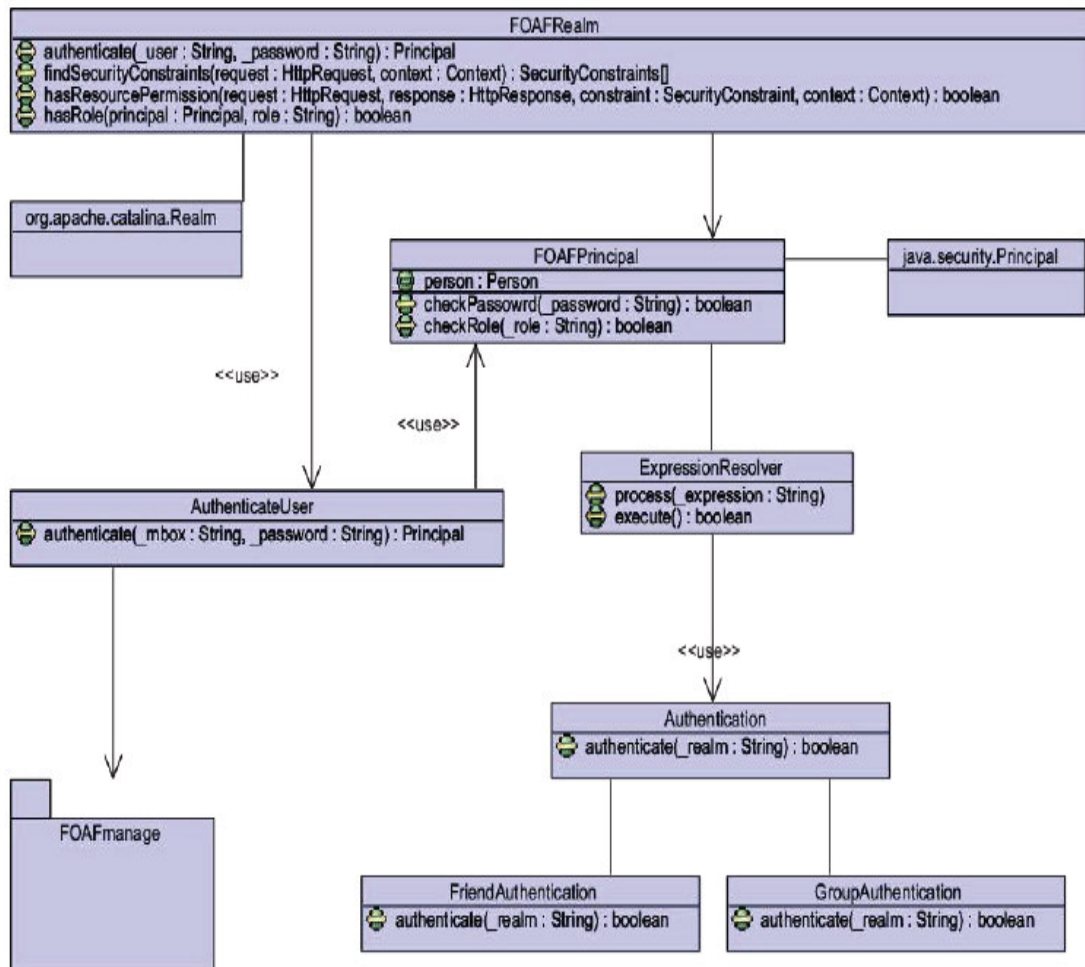 FOAFRealm
authenticate(_user : String, _password : String) : Principal
findSecurityConstraints(request : HttpRequest, context : Context) : SecurityConstraints[]
hasResourcePermission(request : HttpRequest, response : HttpResponse, constraint : SecurityConstraint, context : Context) : boolean
hasRole(principal : Principal, role : String) : boolean
org.apache.catalina.Realm
FOAFPrincipal
person : Person
checkPassowrd(_password : String) : boolean
checkRole(_role : String) : boolean
java.security.Principal
<<use>>
<<use>>
ExpressionResolver
process(_expression : String)
execute() : boolean
AuthenticateUser
authenticate(_mbox : String, _password : String) : Principal
<<use>>
Authentication
authenticate(_realm : String) : boolean
FOAFmanage
FriendAuthentication
authenticate(_realm : String) : boolean
GroupAuthentication
authenticate(_realm : String) : boolean